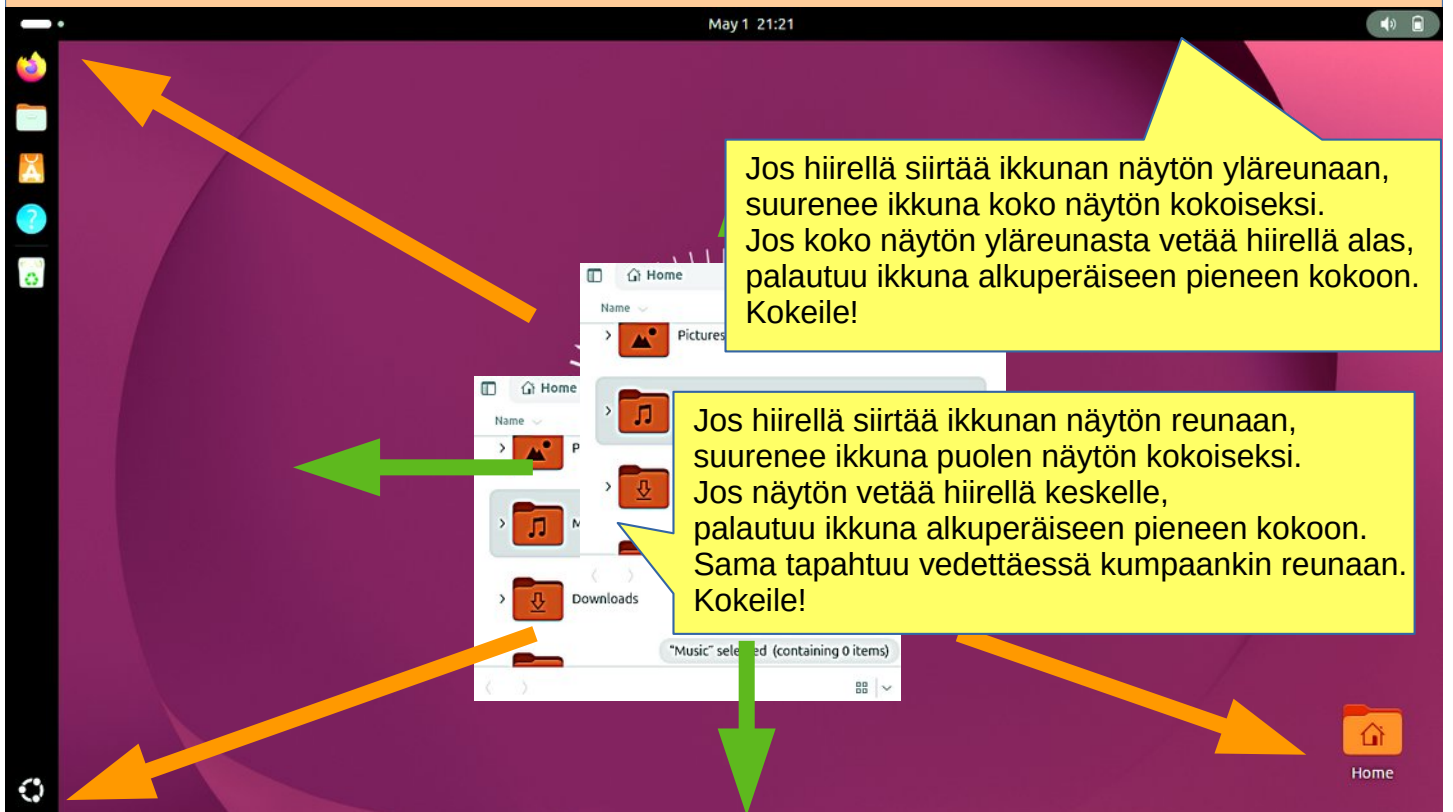 May 1 21:21
Jos hiirellä siirtää ikkunan näytön yläreunaan,
suurenee ikkuna koko näytön kokoiseksi.
Jos koko näytön yläreunasta vetää hiirellä alas,
palautuu ikkuna alkuperäiseen pieneen kokoon.
Kokeile!
Home
Name
Pictures
Home
Name
P
Jos hiirellä siirtää ikkunan näytön reunaan,
suurenee ikkuna puolen näytön kokoiseksi.
Jos näytön vetää hiirellä keskelle,
palautuu ikkuna alkuperäiseen pieneen kokoon.
Sama tapahtuu vedettäessä kumpaankin reunaan.
Kokeile!
M
Downloads
"Music" selected (containing 0 items)
Home